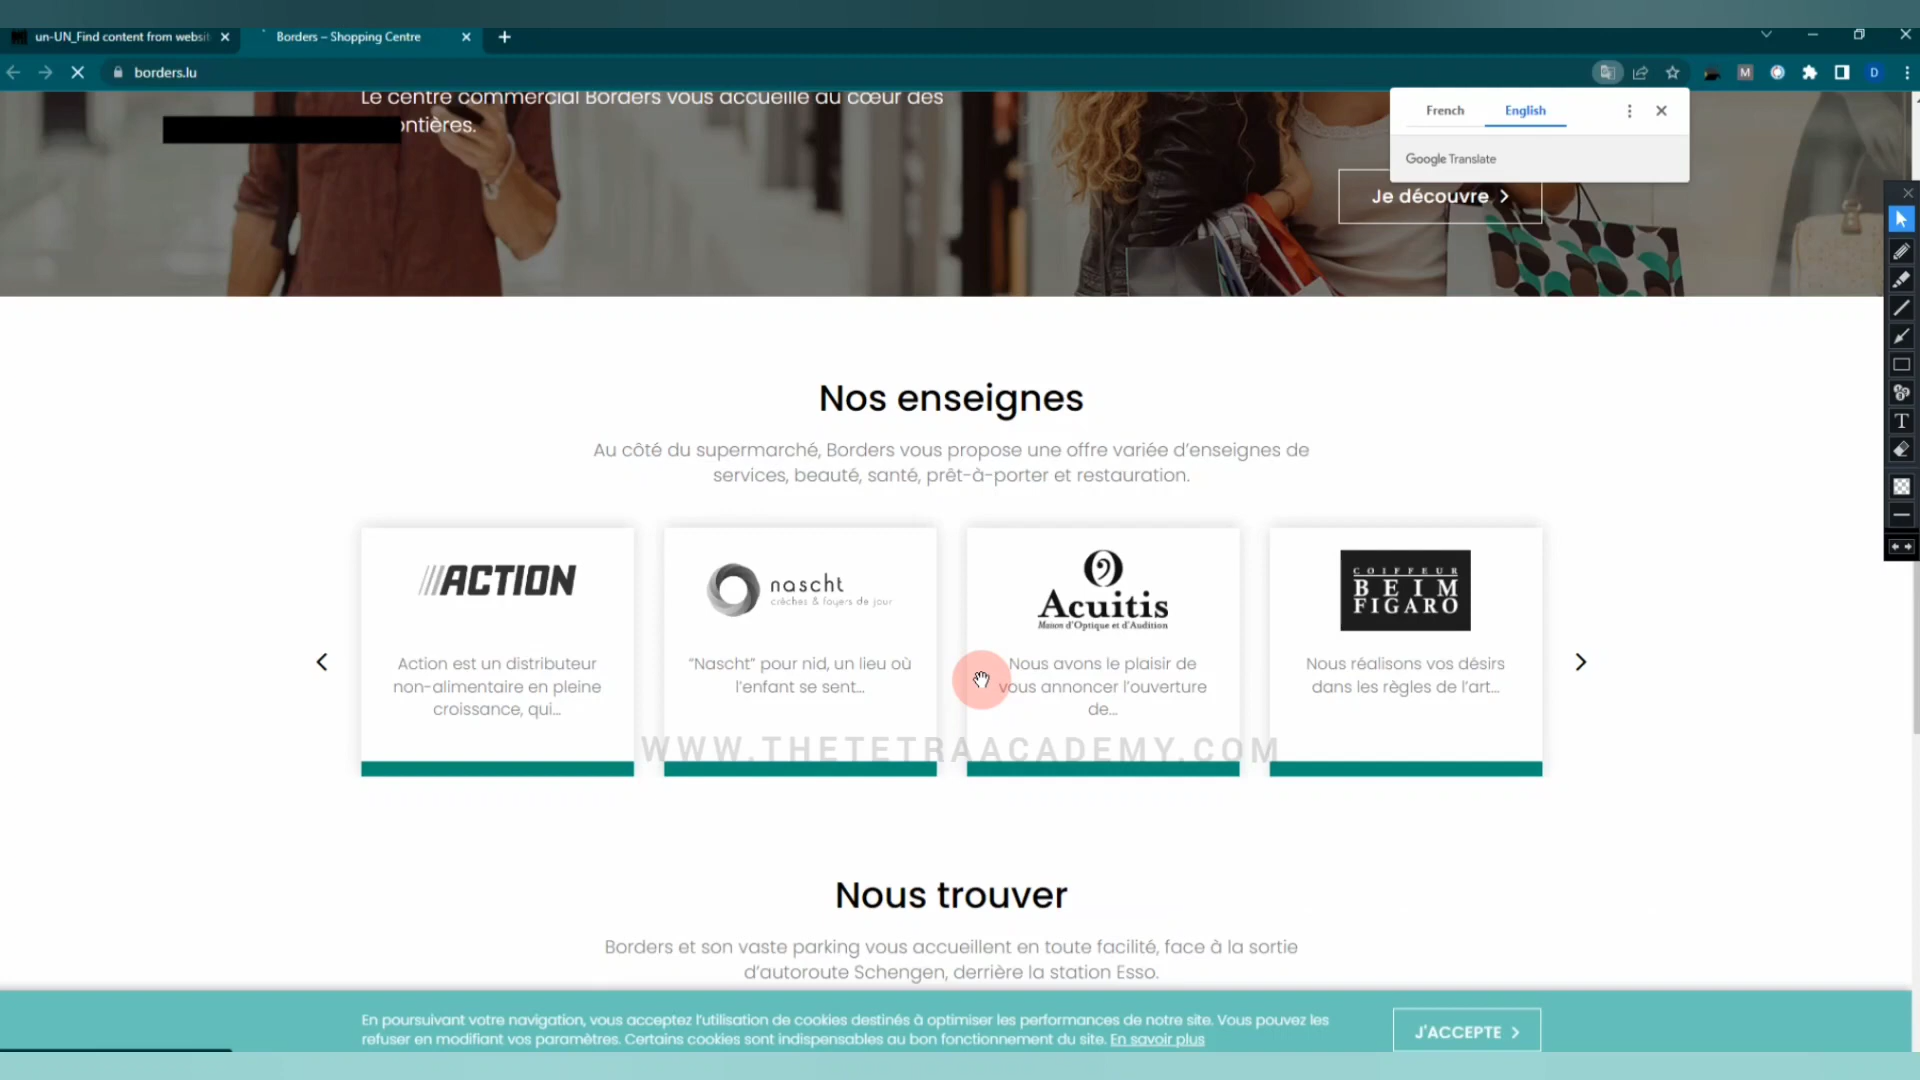 un-UN_Find content from websit
Borders – Shopping Centre
borders.lu
M
D
Le centre commercial Borders vous accueille au cœur des
ontières.
French
English
Google Translate
Je découvre
Nos enseignes
Au côté du supermarché, Borders vous propose une offre variée d'enseignes de
services, beauté, santé, prêt-à-porter et restauration.
ACTION
Action est un distributeur
non-alimentaire en pleine
croissance, qui...
nascht
crèches & foyers de jour
"Nascht" pour nid, un lieu où
l'enfant se sent...
Acuitis
Maison d'Optique et d'Audition
Nous avons le plaisir de
vous annoncer l'ouverture
de...
COIFFEUR
BEIM
FIGARO
Nous réalisons vos désirs
dans les règles de l'art...
WWW.THETETRAACADEMY.COM
Nous trouver
Borders et son vaste parking vous accueillent en toute facilité, face à la sortie
d'autoroute Schengen, derrière la station Esso.
En poursuivant votre navigation, vous acceptez l'utilisation de cookies destinés à optimiser les performances de notre site. Vous pouvez les
refuser en modifiant vos paramètres. Certains cookies sont indispensables au bon fonctionnement du site. En savoir plus
J'ACCEPTE
T